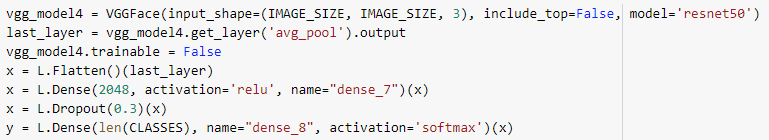 vgg_model4 = VGGFace(input_shape=(IMAGE_SIZE, IMAGE_SIZE, 3), include_top=False, model='resnet50')
last_layer = vgg_model4.get_layer('avg_pool').output
vgg_model4.trainable = False
x = L.Flatten()(last_layer)
x = L.Dense(2048, activation='relu', name="dense_7")(x)
x = L.Dropout(0.3)(x)
y = L.Dense(len(CLASSES), name="dense_8", activation='softmax')(x)